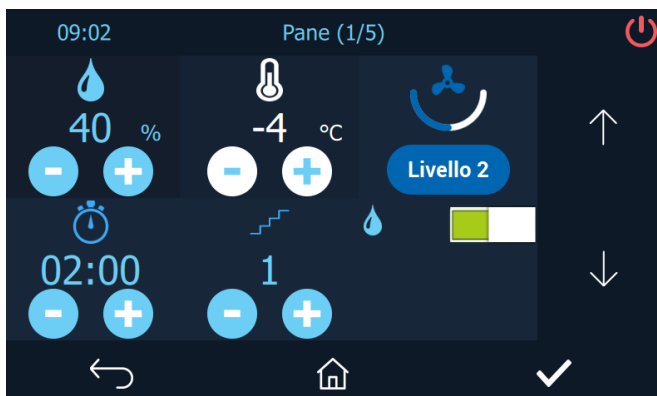 09:02 Pane (1/5)
40 % -4 °C
- + - + Livello 2
02:00 1
- + - +